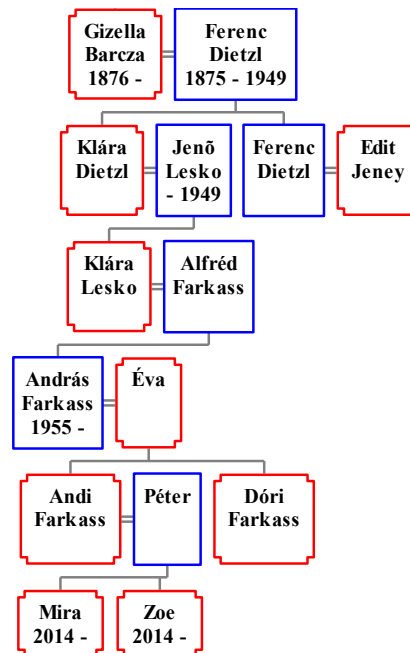 Gizella
Barcza
1876 -
Ferenc
Dietzl
1875 - 1949
Klára
Dietzl
Jenõ
Lesko
- 1949
Ferenc
Dietzl
Edit
Jeney
Klára
Lesko
Alfréd
Farkass
András
Farkass
1955 -
Éva
Andi
Farkass
Péter
Dóri
Farkass
Mira
2014 -
Zoe
2014 -